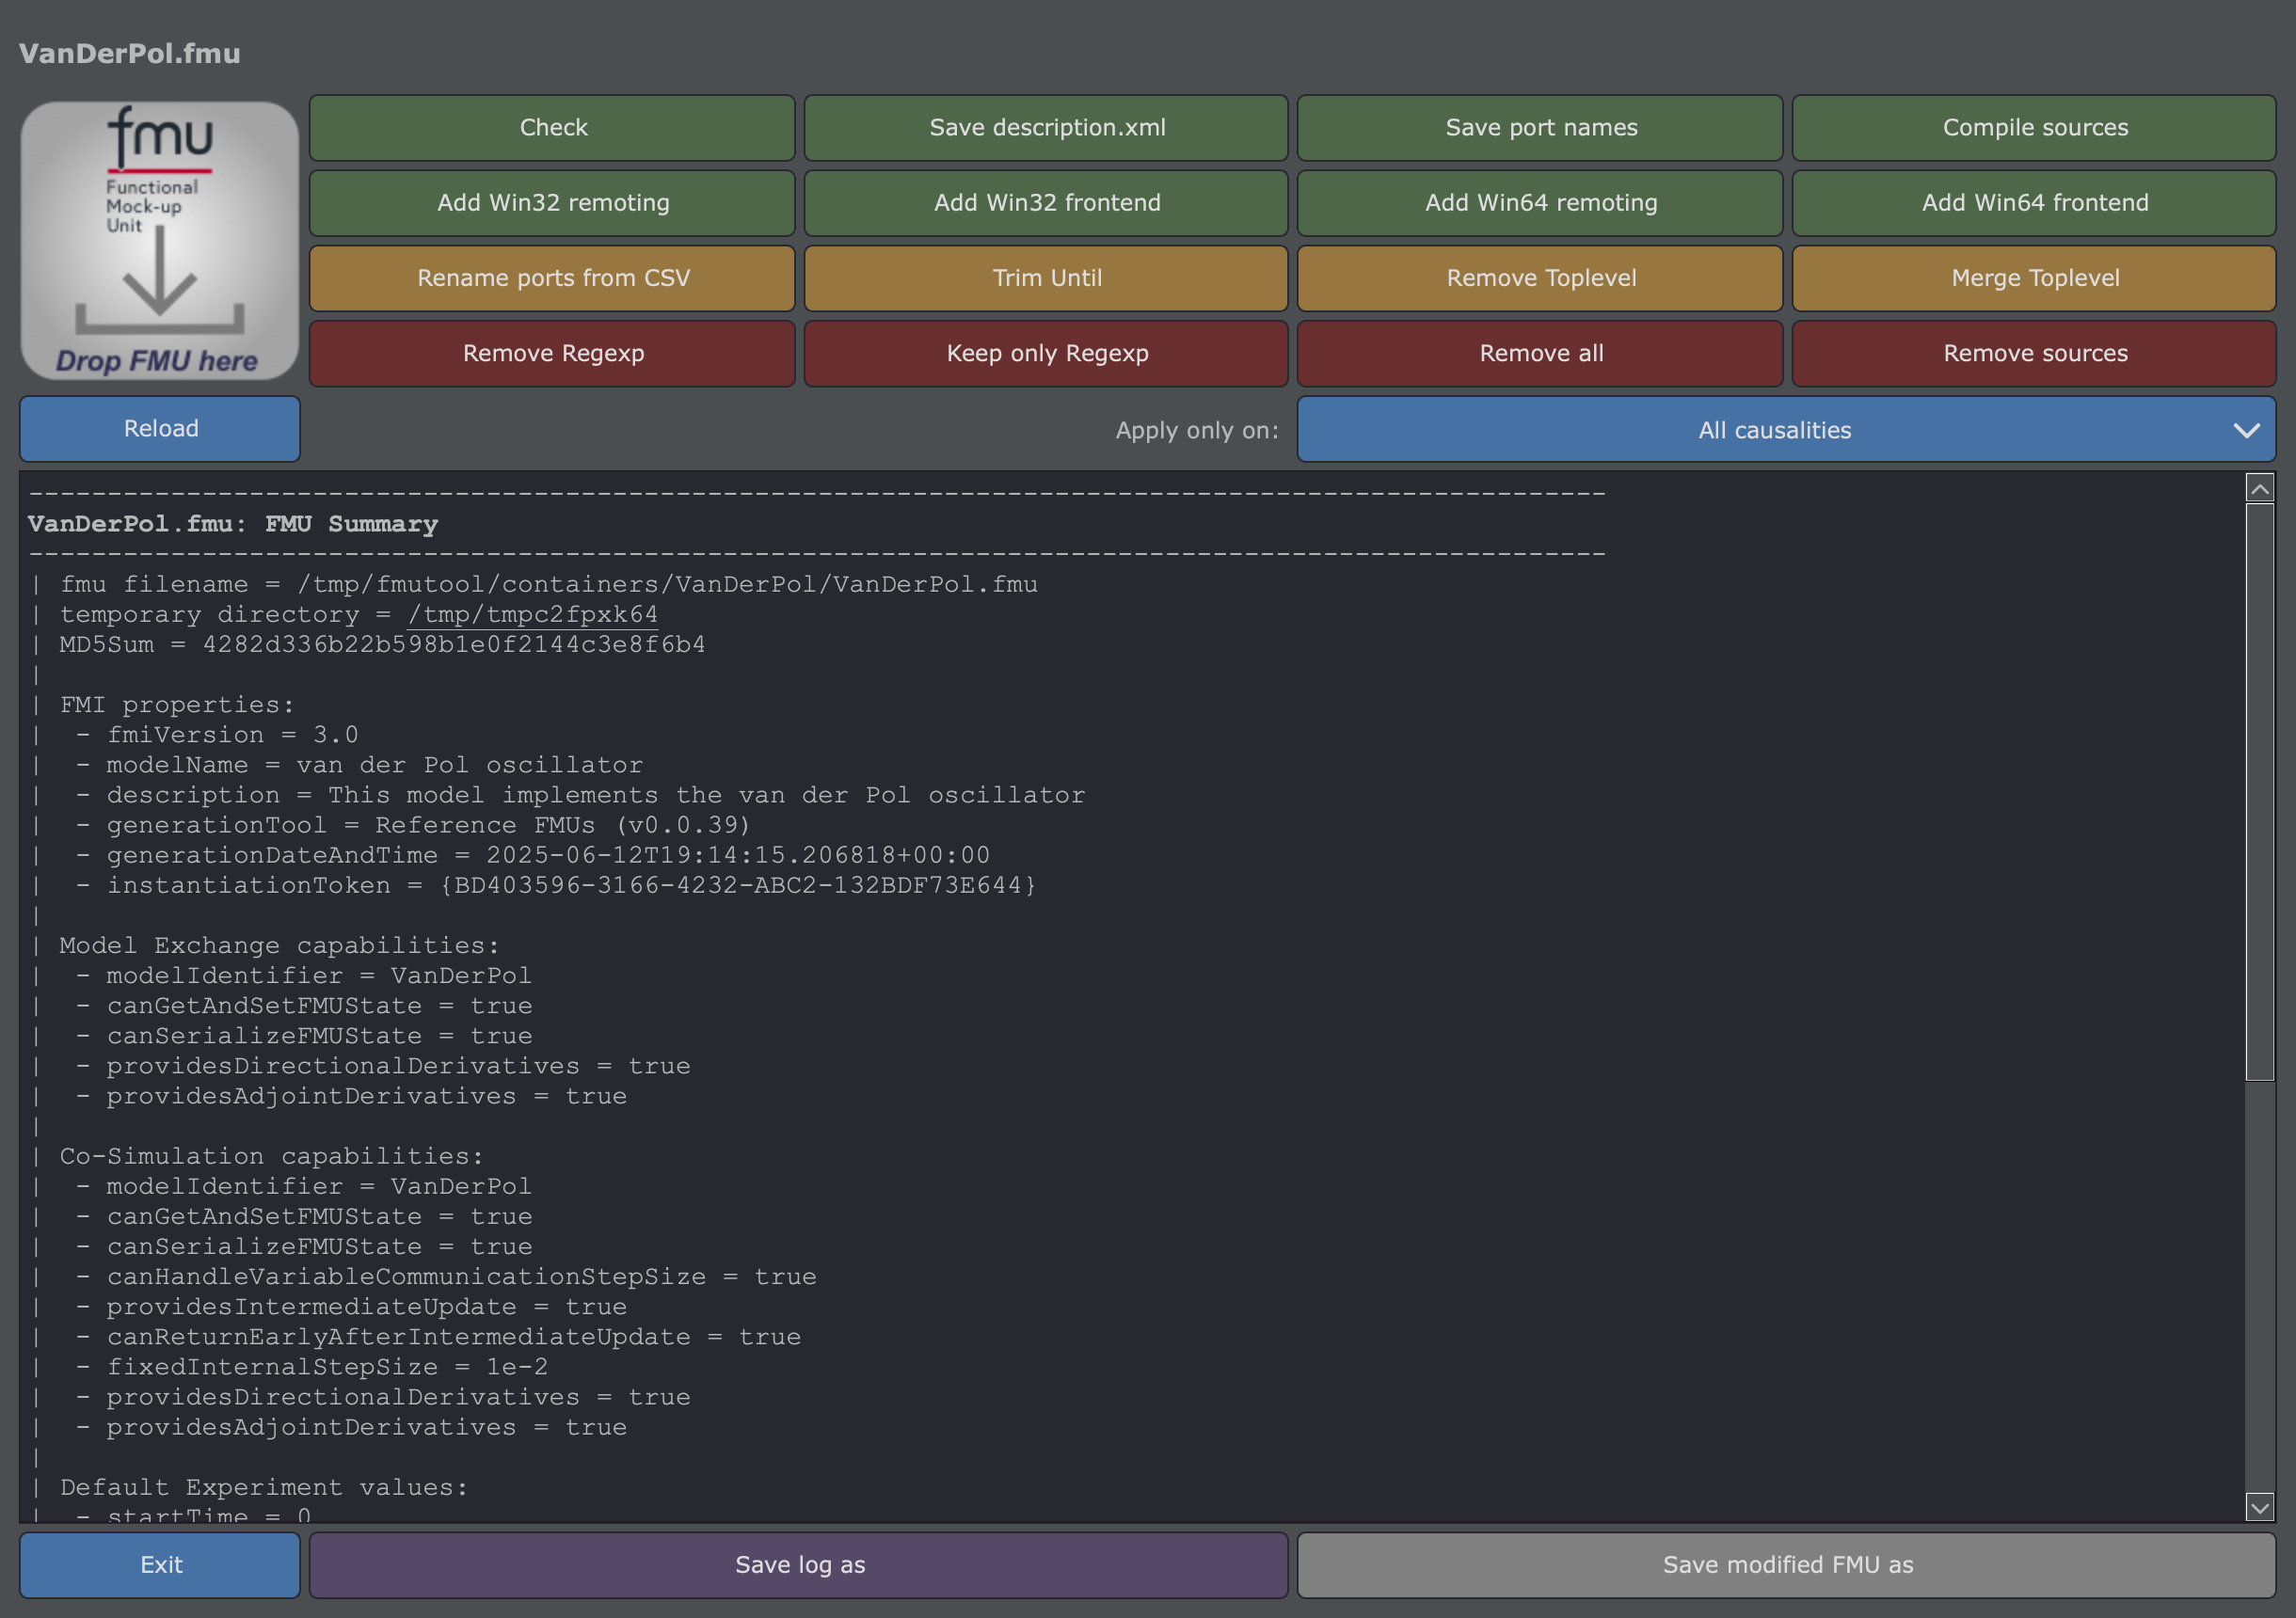 VanDerPol.fmu
fmu
Functional
Mock-up
Unit
Drop FMU here
Check
Save description.xml
Save port names
Compile sources
Add Win32 remoting
Add Win32 frontend
Add Win64 remoting
Add Win64 frontend
Rename ports from CSV
Trim Until
Remove Toplevel
Merge Toplevel
Remove Regexp
Keep only Regexp
Remove all
Remove sources
Reload
Apply only on:
All causalities
----------------------------------------------------------------------------------------------------
VanDerPol.fmu: FMU Summary
----------------------------------------------------------------------------------------------------
| fmu filename = /tmp/fmutool/containers/VanDerPol/VanDerPol.fmu
| temporary directory = /tmp/tmpc2fpxk64
| MD5Sum = 4282d336b22b598b1e0f2144c3e8f6b4
|
| FMI properties:
|  - fmiVersion = 3.0
|  - modelName = van der Pol oscillator
|  - description = This model implements the van der Pol oscillator
|  - generationTool = Reference FMUs (v0.0.39)
|  - generationDateAndTime = 2025-06-12T19:14:15.206818+00:00
|  - instantiationToken = {BD403596-3166-4232-ABC2-132BDF73E644}
|
| Model Exchange capabilities:
|  - modelIdentifier = VanDerPol
|  - canGetAndSetFMUState = true
|  - canSerializeFMUState = true
|  - providesDirectionalDerivatives = true
|  - providesAdjointDerivatives = true
|
| Co-Simulation capabilities:
|  - modelIdentifier = VanDerPol
|  - canGetAndSetFMUState = true
|  - canSerializeFMUState = true
|  - canHandleVariableCommunicationStepSize = true
|  - providesIntermediateUpdate = true
|  - canReturnEarlyAfterIntermediateUpdate = true
|  - fixedInternalStepSize = 1e-2
|  - providesDirectionalDerivatives = true
|  - providesAdjointDerivatives = true
|
| Default Experiment values:
|  - startTime = 0
Exit
Save log as
Save modified FMU as